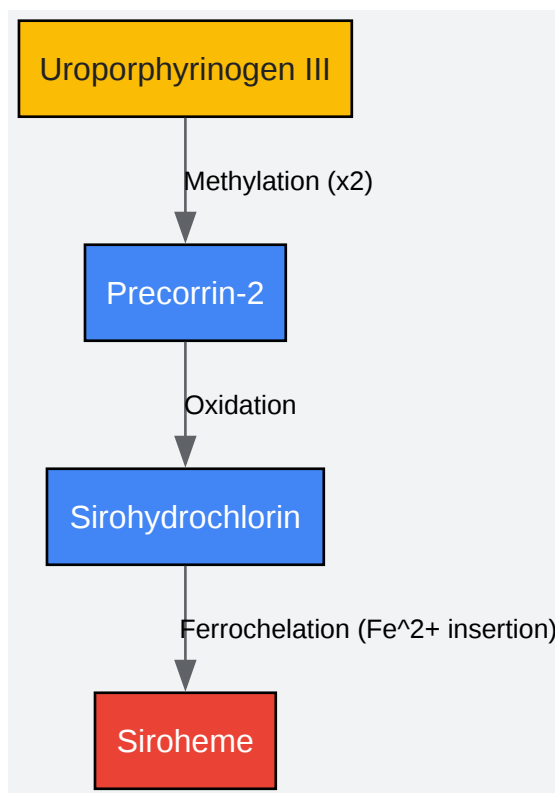 Uroporphyrinogen III
Methylation (x2)
Precorrin-2
Oxidation
Sirohydrochlorin
Ferrochelation (Fe^2+ insertion)
Siroheme